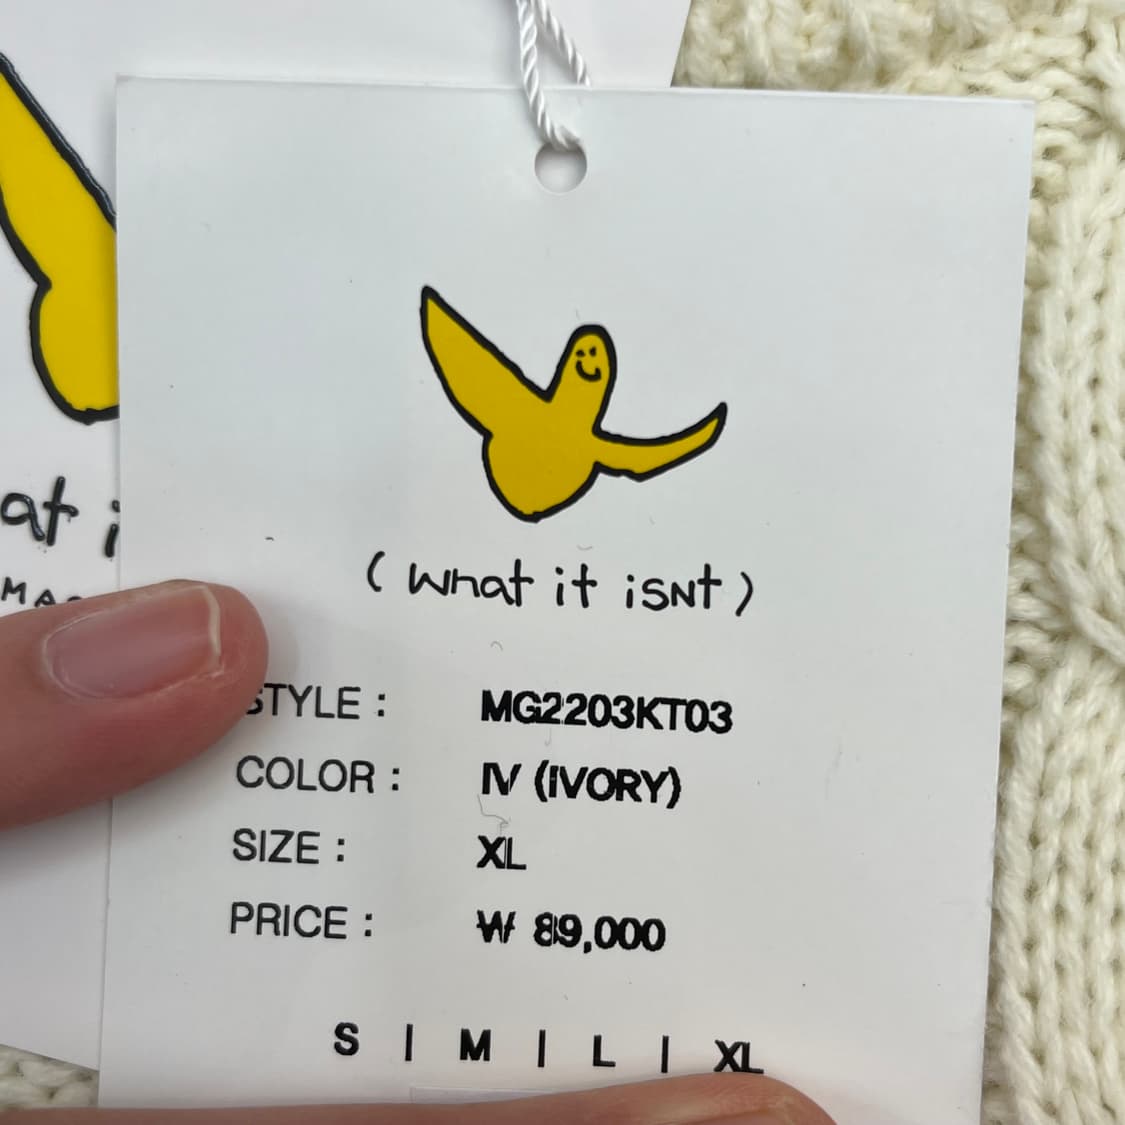 (what it isNt)
at i
MA
STYLE : MG2203KT03
COLOR : IV (IVORY)
SIZE : XL
PRICE : ₩ 89,000
S | M | L | XL